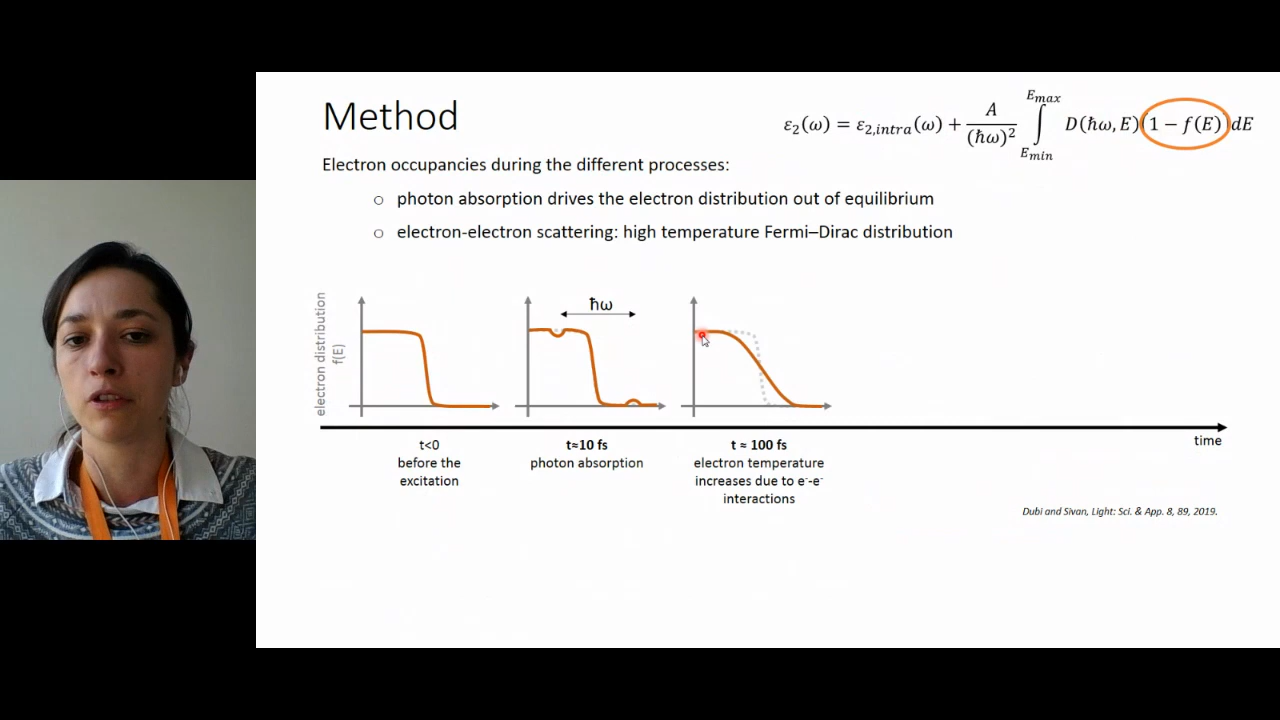 Method
ε₂(ω) = ε₂,intra(ω) + A/(ħω)² ∫ Emin Emax D(ħω, E)(1 − f(E))dE
Electron occupancies during the different processes:
○ photon absorption drives the electron distribution out of equilibrium
○ electron-electron scattering: high temperature Fermi–Dirac distribution
electron distribution
f(E)
ħω
t<0
before the
excitation
t≈10 fs
photon absorption
t ≈ 100 fs
electron temperature
increases due to e⁻-e⁻
interactions
time
Dubi and Sivan, Light: Sci. & App. 8, 89, 2019.